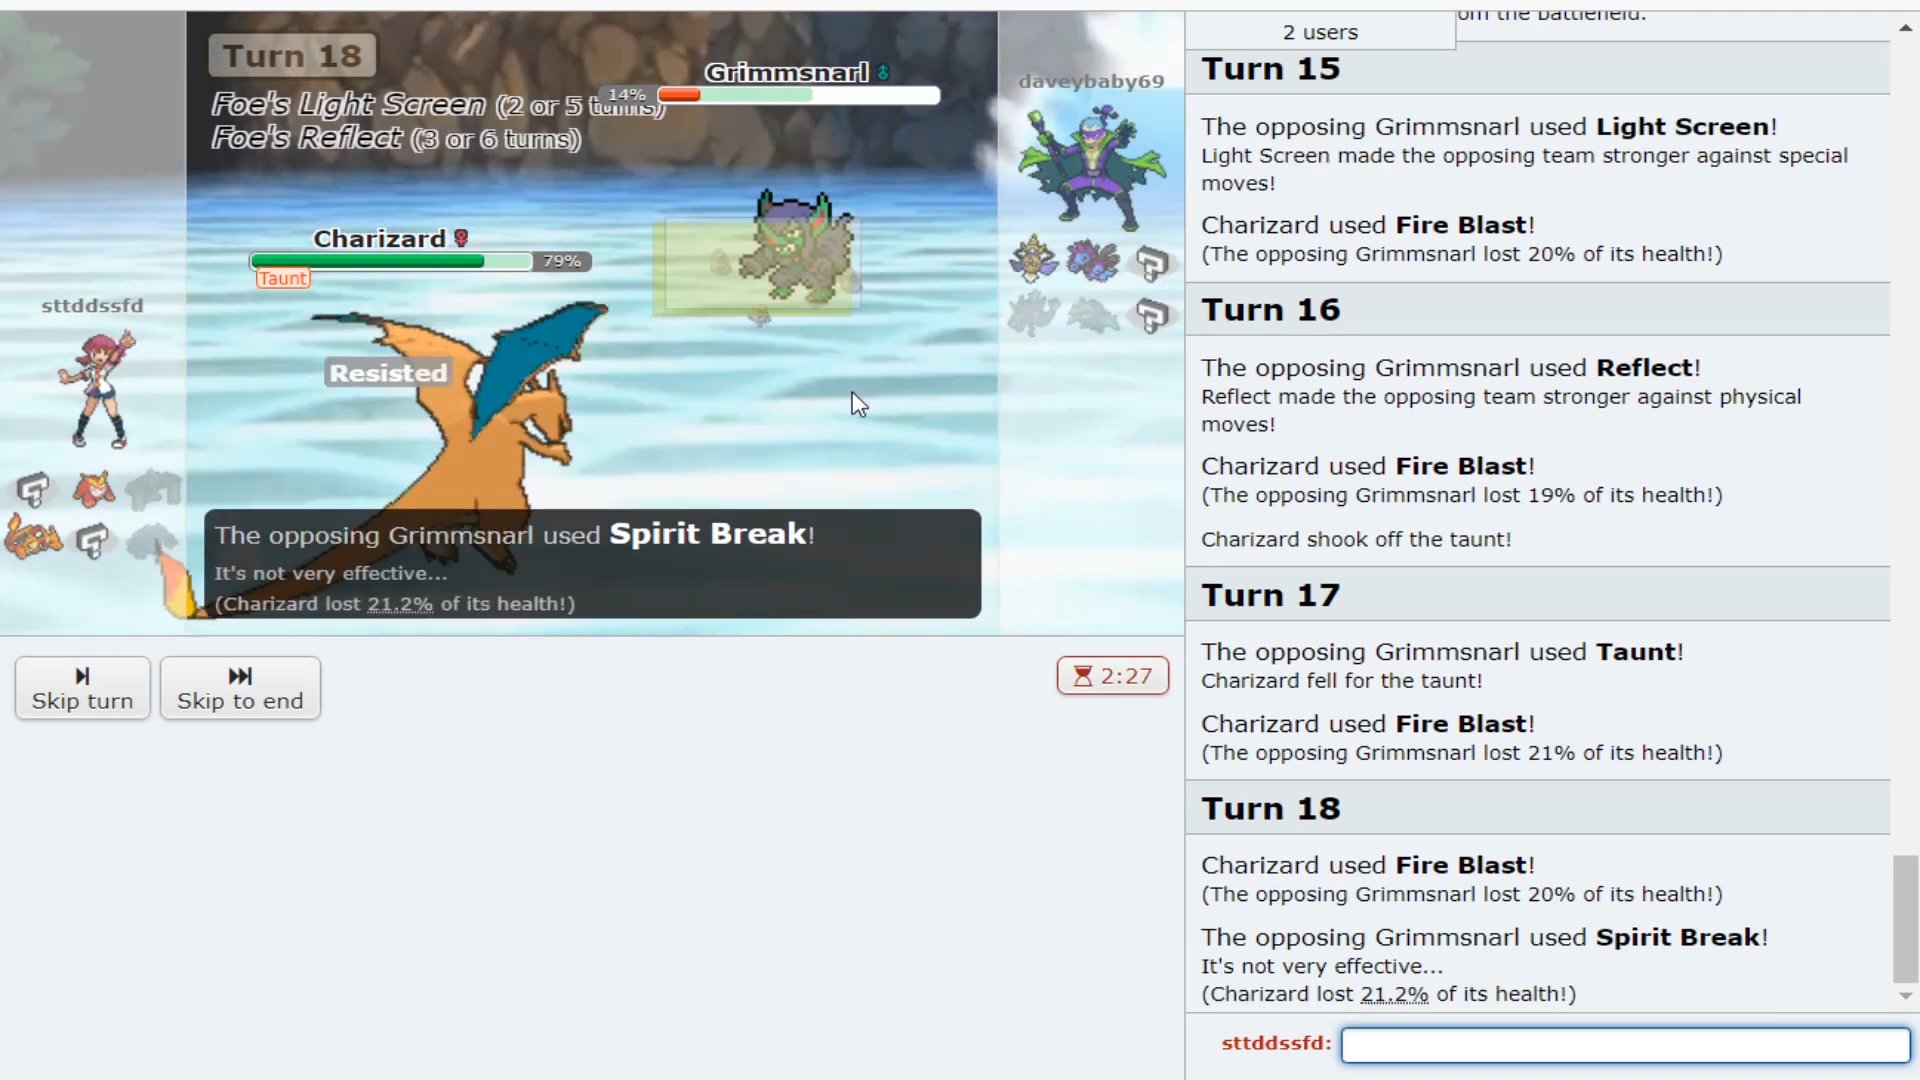 Turn 18
Foe's Light Screen (2 or 5 turns)
Foe's Reflect (3 or 6 turns)
Grimmsnarl
14%
Charizard
79%
Taunt
Resisted
sttddssfd
daveybaby69
The opposing Grimmsnarl used Spirit Break!
It's not very effective...
(Charizard lost 21.2% of its health!)
Skip turn
Skip to end
2:27
2 users
om the battlefield.
Turn 15
The opposing Grimmsnarl used Light Screen!
Light Screen made the opposing team stronger against special
moves!
Charizard used Fire Blast!
(The opposing Grimmsnarl lost 20% of its health!)
Turn 16
The opposing Grimmsnarl used Reflect!
Reflect made the opposing team stronger against physical
moves!
Charizard used Fire Blast!
(The opposing Grimmsnarl lost 19% of its health!)
Charizard shook off the taunt!
Turn 17
The opposing Grimmsnarl used Taunt!
Charizard fell for the taunt!
Charizard used Fire Blast!
(The opposing Grimmsnarl lost 21% of its health!)
Turn 18
Charizard used Fire Blast!
(The opposing Grimmsnarl lost 20% of its health!)
The opposing Grimmsnarl used Spirit Break!
It's not very effective...
(Charizard lost 21.2% of its health!)
sttddssfd: